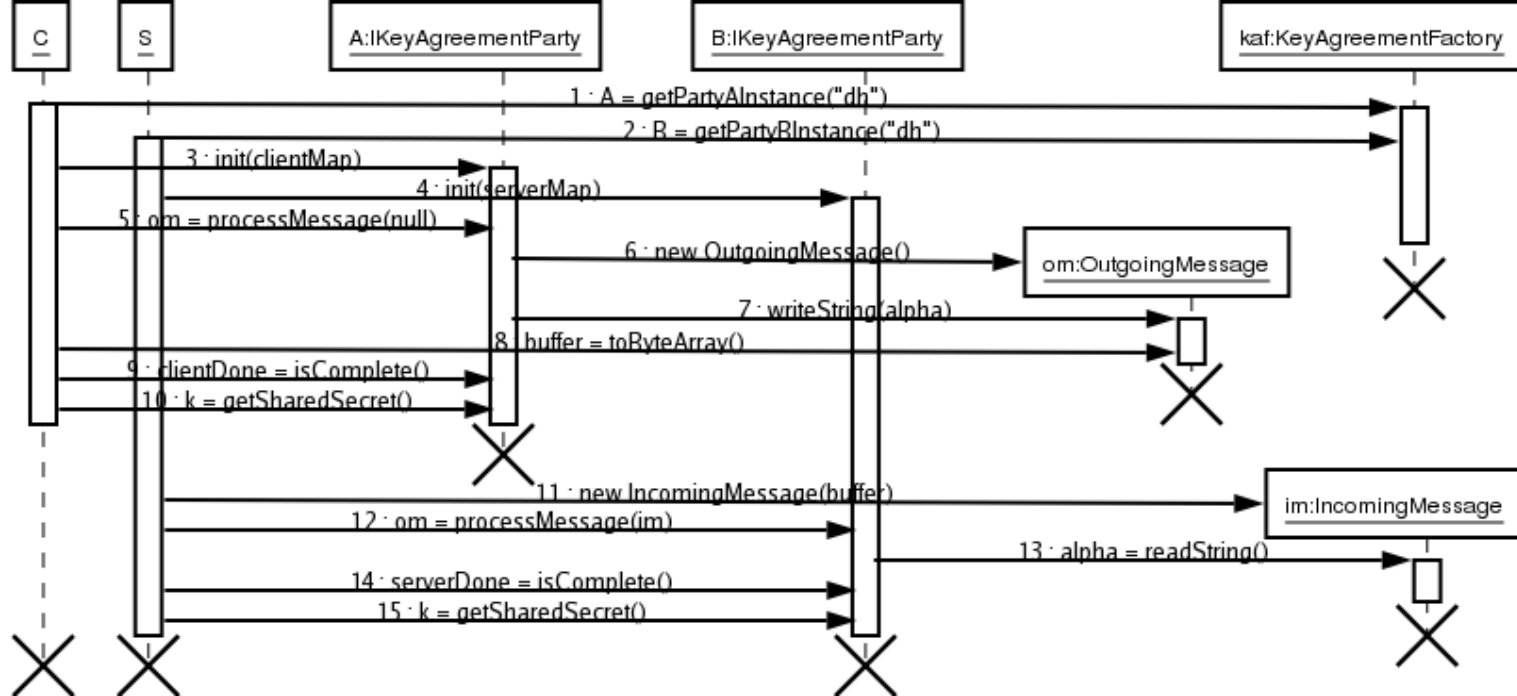 C
S
A:IKeyAgreementParty
B:IKeyAgreementParty
kaf:KeyAgreementFactory
1 : A = getPartyAInstance("dh")
2 : B = getPartyBInstance("dh")
3 : init(clientMap)
4 : init(serverMap)
5 : om = processMessage(null)
6 : new OutgoingMessage()
om:OutgoingMessage
7 : writeString(alpha)
8 : buffer = toByteArray()
9 : clientDone = isComplete()
10 : k = getSharedSecret()
11 : new IncomingMessage(buffer)
im:IncomingMessage
12 : om = processMessage(im)
13 : alpha = readString()
14 : serverDone = isComplete()
15 : k = getSharedSecret()